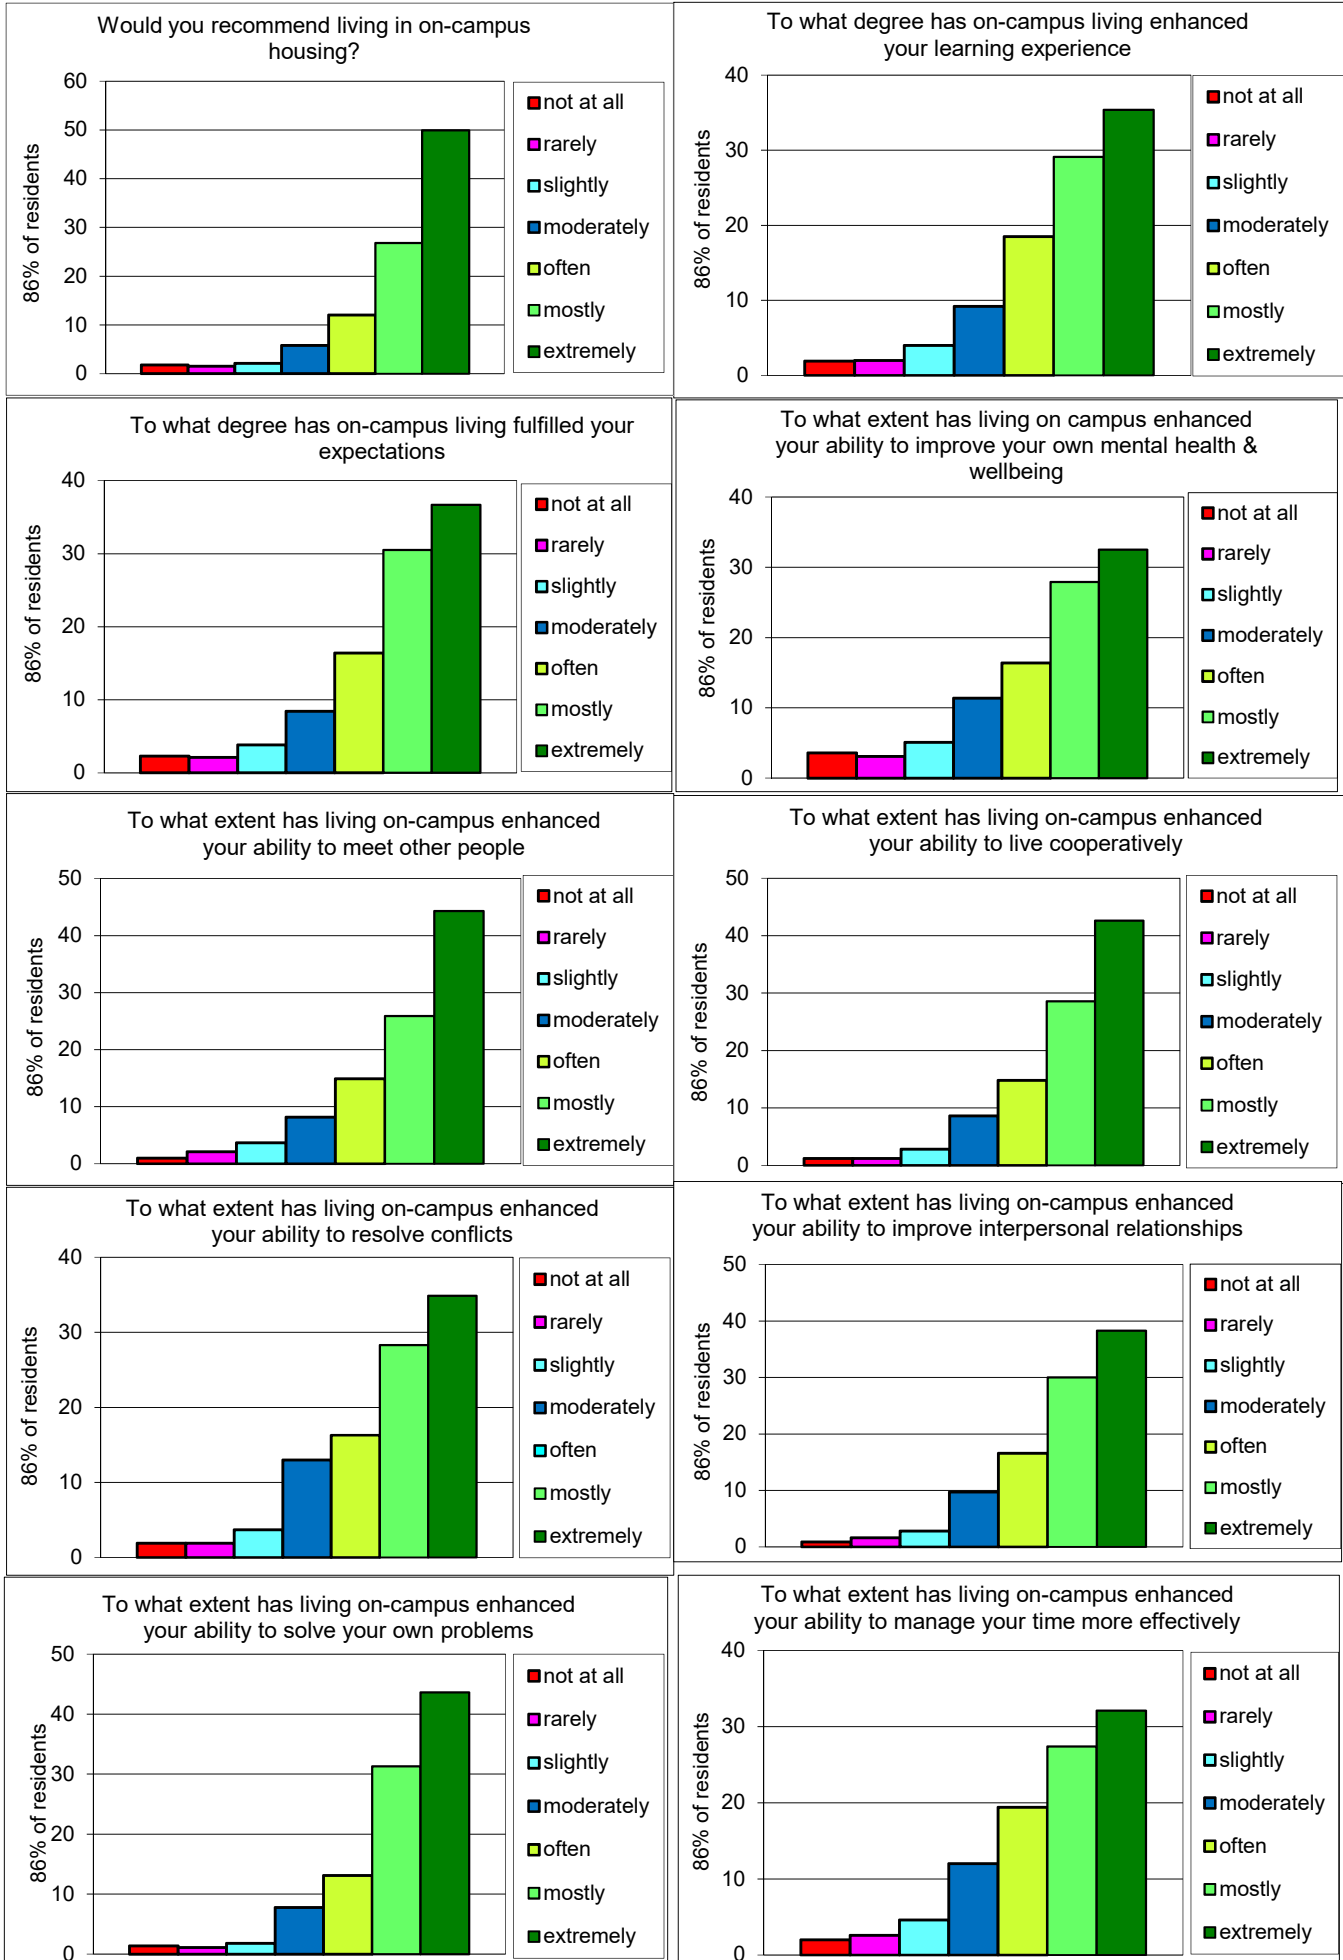 Would you recommend living in on-campus
housing?
60
50
40
30
20
10
0
86% of residents
not at all
rarely
slightly
moderately
often
mostly
extremely
To what degree has on-campus living enhanced
your learning experience
40
30
20
10
0
86% of residents
not at all
rarely
slightly
moderately
often
mostly
extremely
To what degree has on-campus living fulfilled your
expectations
40
30
20
10
0
86% of residents
not at all
rarely
slightly
moderately
often
mostly
extremely
To what extent has living on campus enhanced
your ability to improve your own mental health &
wellbeing
40
30
20
10
0
86% of residents
not at all
rarely
slightly
moderately
often
mostly
extremely
To what extent has living on-campus enhanced
your ability to meet other people
50
40
30
20
10
0
86% of residents
not at all
rarely
slightly
moderately
often
mostly
extremely
To what extent has living on-campus enhanced
your ability to live cooperatively
50
40
30
20
10
0
86% of residents
not at all
rarely
slightly
moderately
often
mostly
extremely
To what extent has living on-campus enhanced
your ability to resolve conflicts
40
30
20
10
0
86% of residents
not at all
rarely
slightly
moderately
often
mostly
extremely
To what extent has living on-campus enhanced
your ability to improve interpersonal relationships
50
40
30
20
10
0
86% of residents
not at all
rarely
slightly
moderately
often
mostly
extremely
To what extent has living on-campus enhanced
your ability to solve your own problems
50
40
30
20
10
0
86% of residents
not at all
rarely
slightly
moderately
often
mostly
extremely
To what extent has living on-campus enhanced
your ability to manage your time more effectively
40
30
20
10
0
86% of residents
not at all
rarely
slightly
moderately
often
mostly
extremely